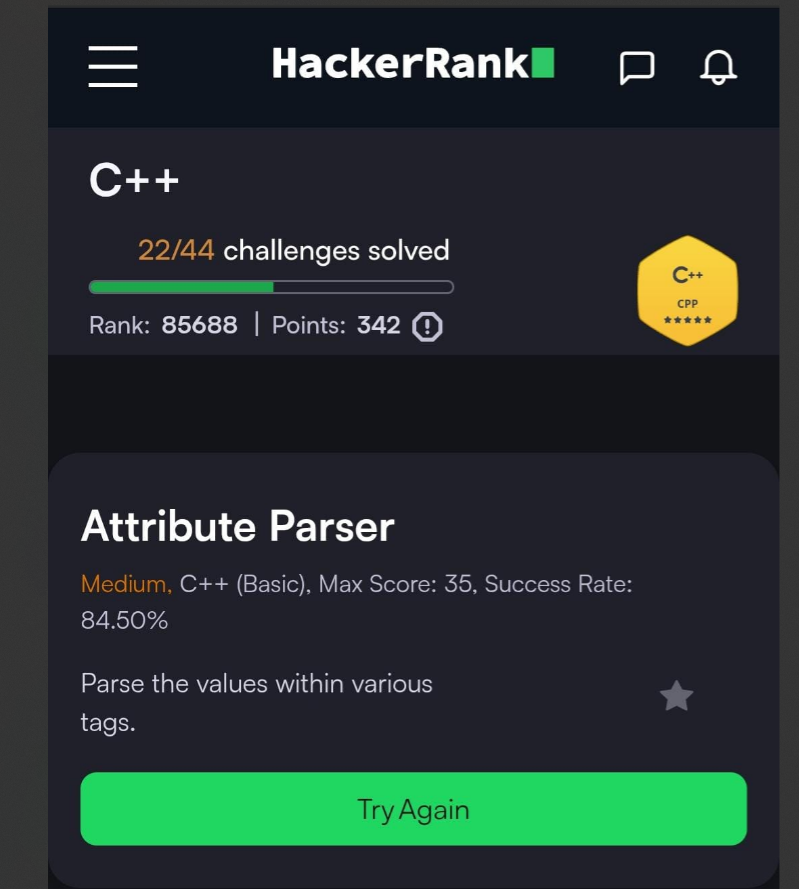 HackerRank
C++
22/44 challenges solved
Rank: 85688 | Points: 342
C++
CPP
★★★★★
Attribute Parser
Medium, C++ (Basic), Max Score: 35, Success Rate:
84.50%
Parse the values within various
tags.
Try Again